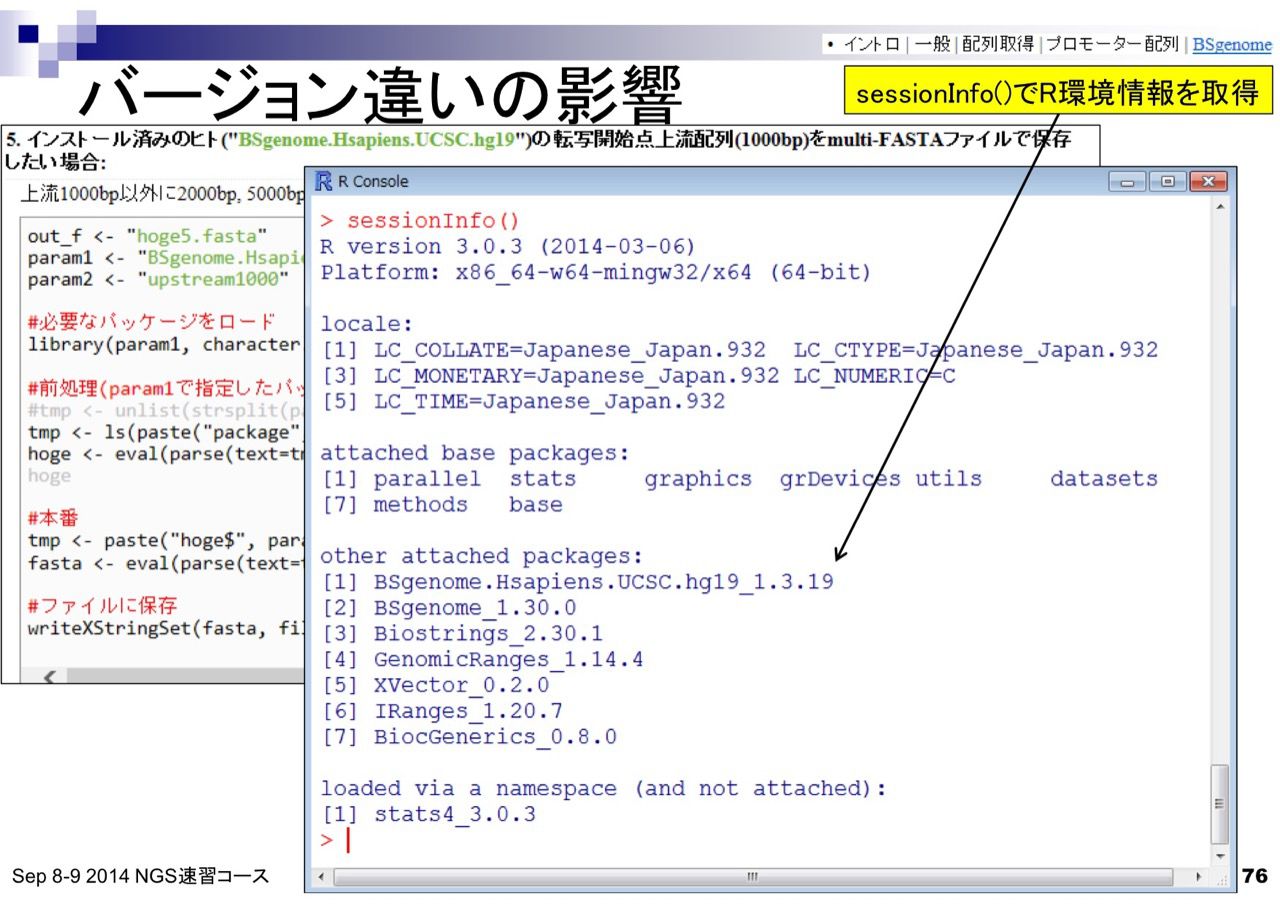 • イントロ | 一般 | 配列取得 | プロモーター配列 | BSgenome
バージョン違いの影響
sessionInfo()でR環境情報を取得
5. インストール済みのヒト("BSgenome.Hsapiens.UCSC.hg19")の転写開始点上流配列(1000bp)をmulti-FASTAファイルで保存
したい場合:
上流1000bp以外に2000bp, 5000bp
out_f <- "hoge5.fasta"
param1 <- "BSgenome.Hsapi
param2 <- "upstream1000"
#必要なパッケージをロード
library(param1, character
#前処理(param1で指定したパッ
#tmp <- unlist(strsplit(p
tmp <- ls(paste("package"
hoge <- eval(parse(text=t
hoge
#本番
tmp <- paste("hoge$", par
fasta <- eval(parse(text=
#ファイルに保存
writeXStringSet(fasta, fi
R Console
> sessionInfo()
R version 3.0.3 (2014-03-06)
Platform: x86_64-w64-mingw32/x64 (64-bit)
locale:
[1] LC_COLLATE=Japanese_Japan.932  LC_CTYPE=Japanese_Japan.932
[3] LC_MONETARY=Japanese_Japan.932 LC_NUMERIC=C
[5] LC_TIME=Japanese_Japan.932
attached base packages:
[1] parallel  stats     graphics  grDevices utils     datasets
[7] methods   base
other attached packages:
[1] BSgenome.Hsapiens.UCSC.hg19_1.3.19
[2] BSgenome_1.30.0
[3] Biostrings_2.30.1
[4] GenomicRanges_1.14.4
[5] XVector_0.2.0
[6] IRanges_1.20.7
[7] BiocGenerics_0.8.0
loaded via a namespace (and not attached):
[1] stats4_3.0.3
>
Sep 8-9 2014 NGS速習コース
76